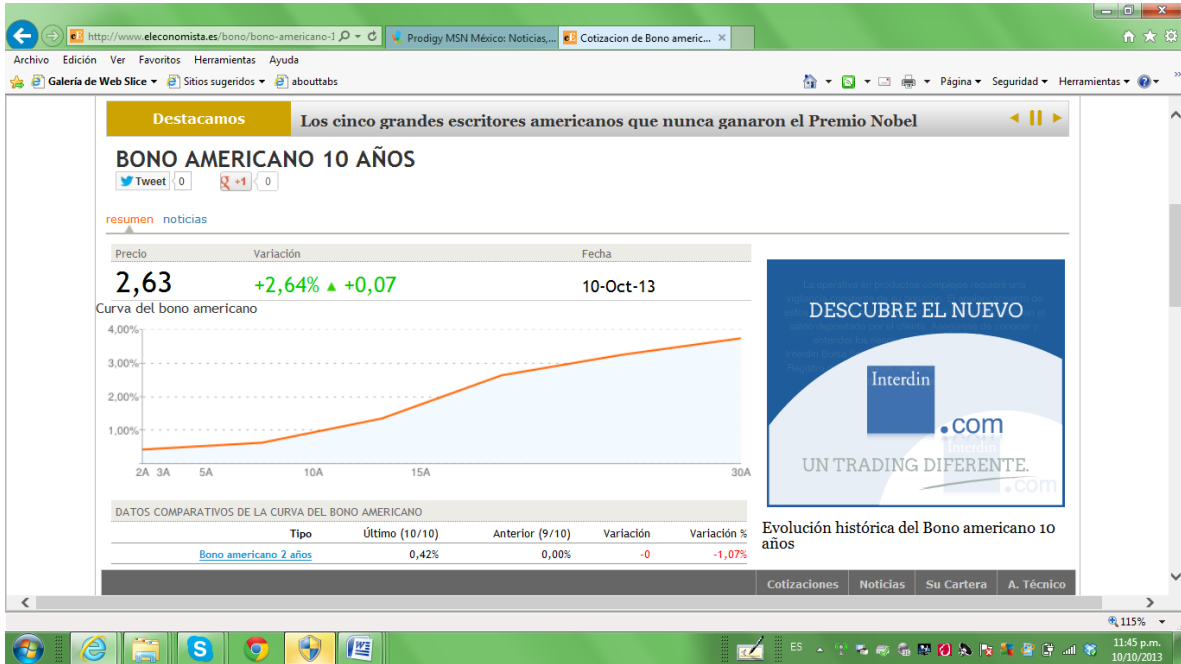 http://www.eleconomista.es/bono/bono-americano-1
Prodigy MSN México: Noticias,...
Cotizacion de Bono americ...
Archivo Edición Ver Favoritos Herramientas Ayuda
Galería de Web Slice Sitios sugeridos abouttabs
Página Seguridad Herramientas
Destacamos
Los cinco grandes escritores americanos que nunca ganaron el Premio Nobel
BONO AMERICANO 10 AÑOS
Tweet 0 +1 0
resumen noticias
Precio Variación Fecha
2,63 +2,64% ▲ +0,07 10-Oct-13
Curva del bono americano
4,00%
3,00%
2,00%
1,00%
2A 3A 5A 10A 15A 30A
DESCUBRE EL NUEVO
Interdin
.com
UN TRADING DIFERENTE.
DATOS COMPARATIVOS DE LA CURVA DEL BONO AMERICANO
Tipo Último (10/10) Anterior (9/10) Variación Variación %
Bono americano 2 años 0,42% 0,00% -0 -1,07%
Evolución histórica del Bono americano 10
años
Cotizaciones Noticias Su Cartera A. Técnico
115%
ES
11:45 p.m.
10/10/2013